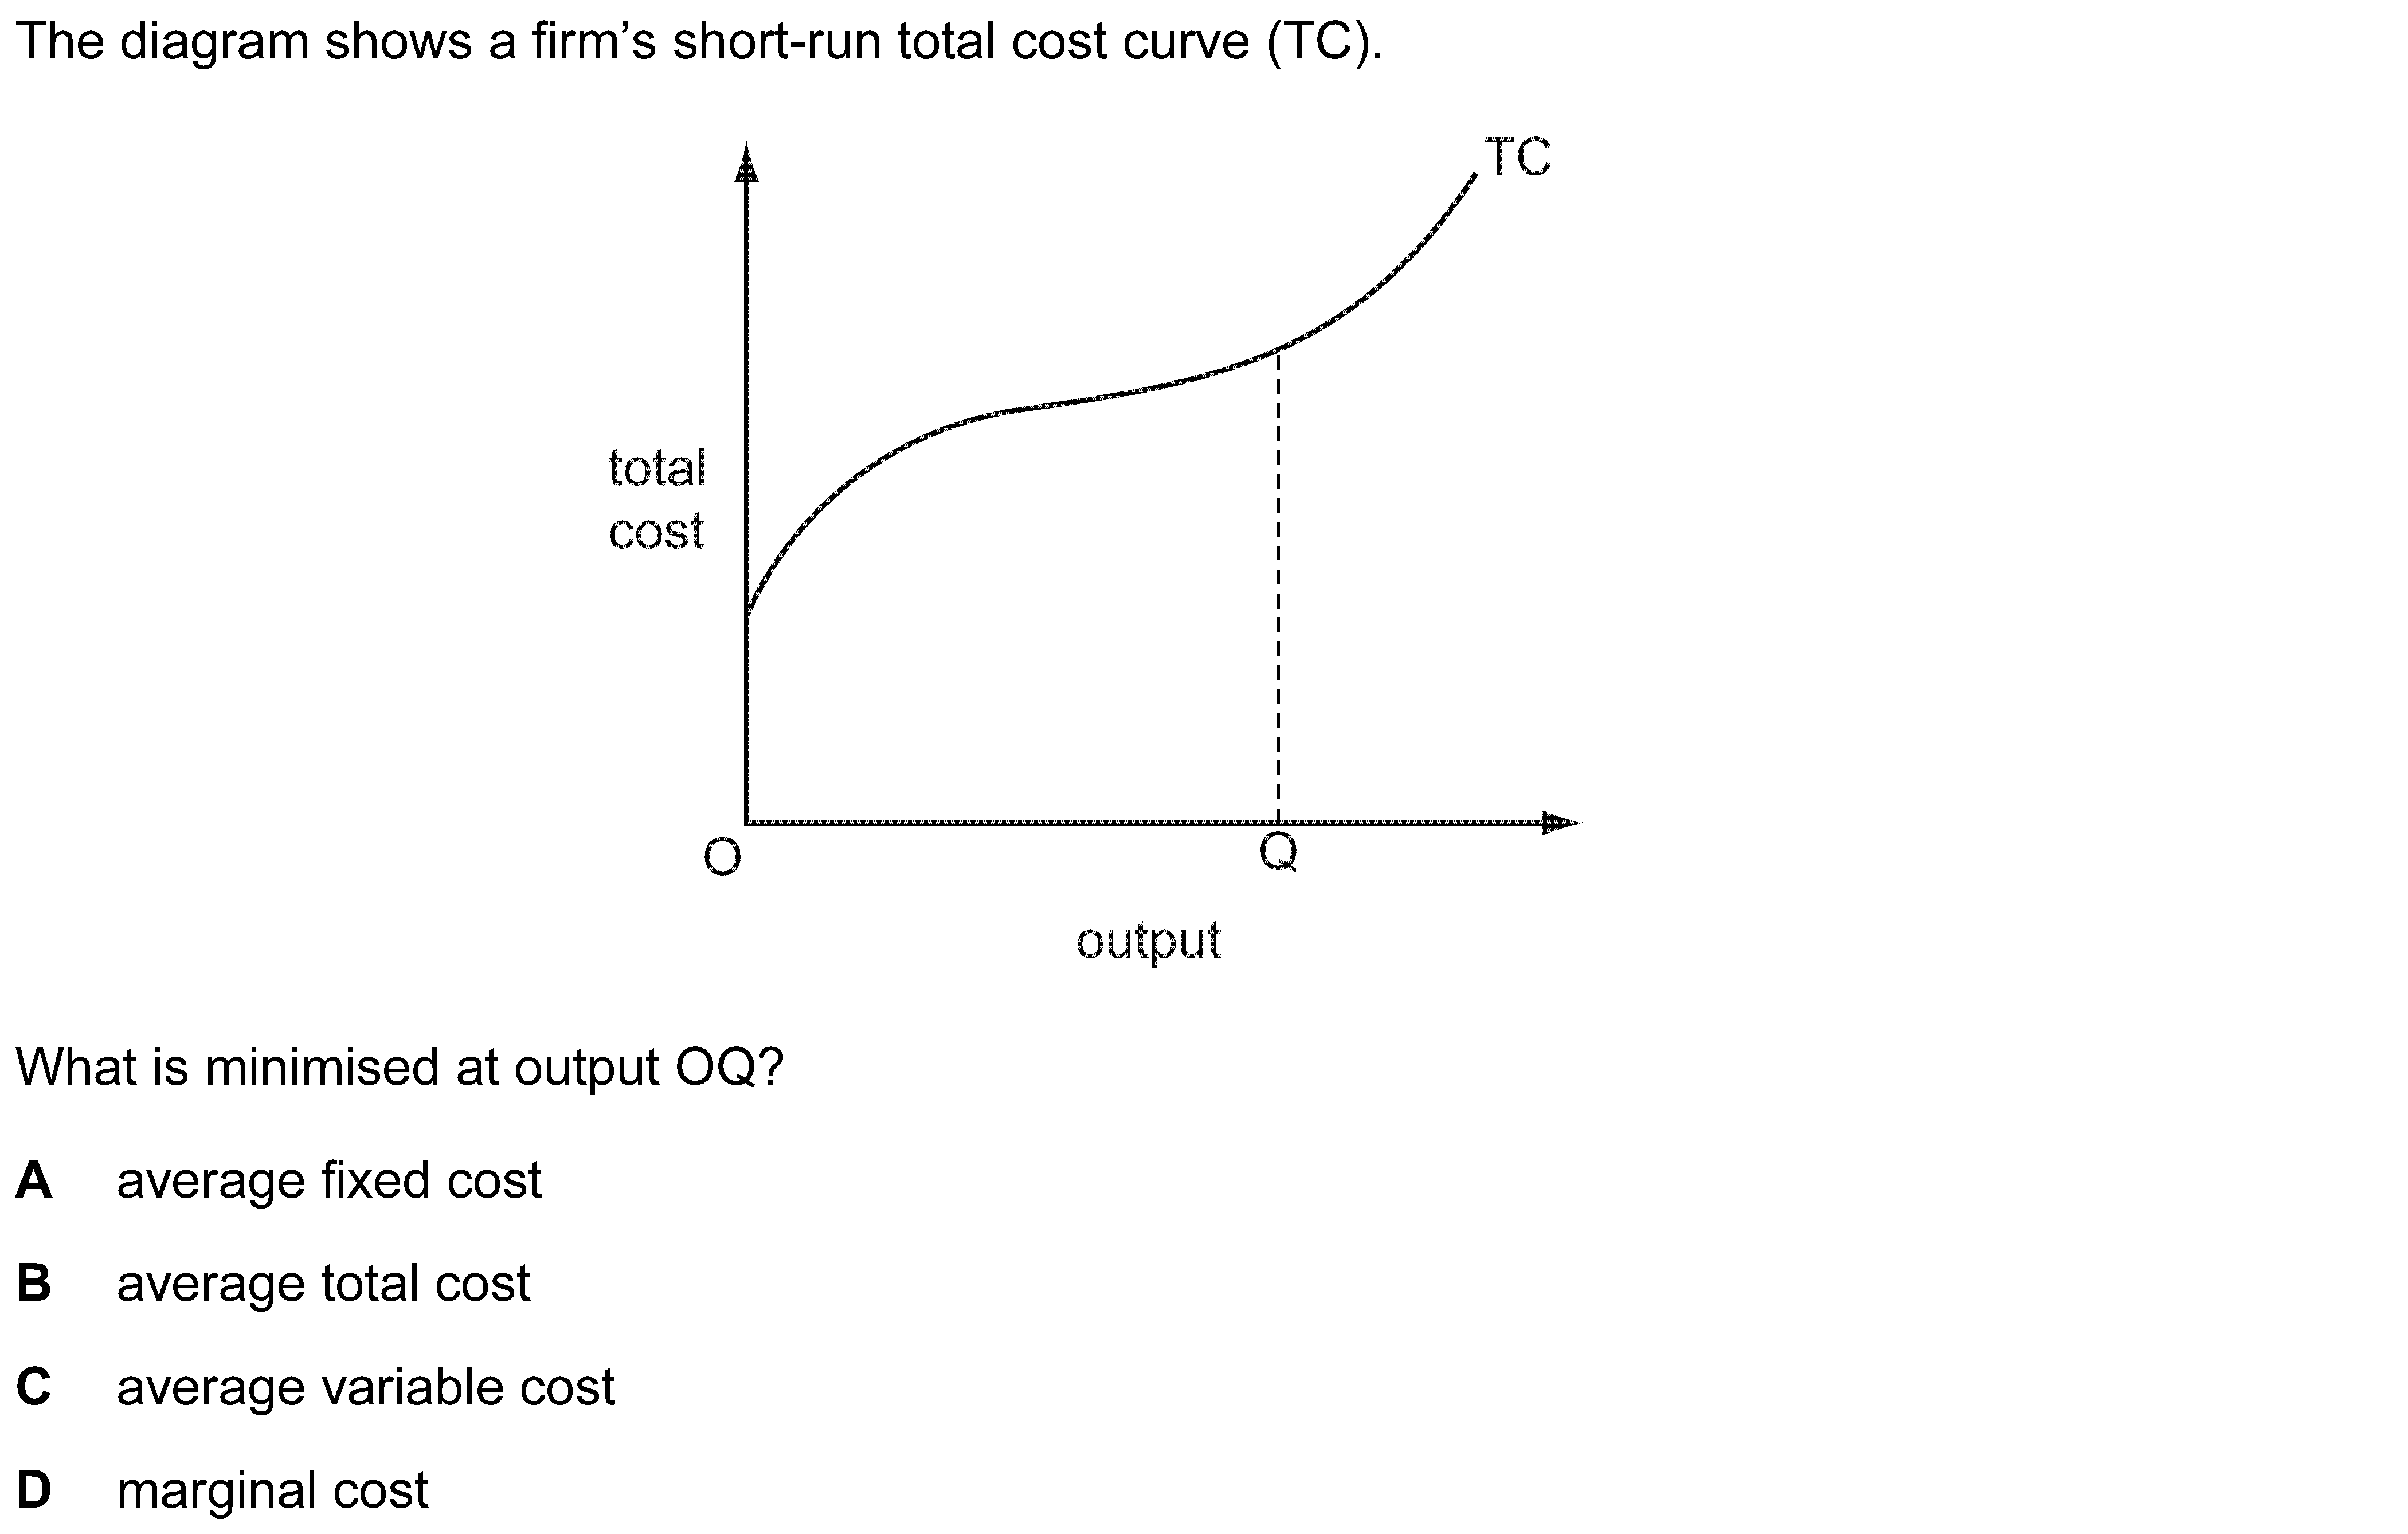 The diagram shows a firm’s short-run total cost curve (TC).
TC
total
cost
O
Q
output
What is minimised at output OQ?
A average fixed cost
B average total cost
C average variable cost
D marginal cost